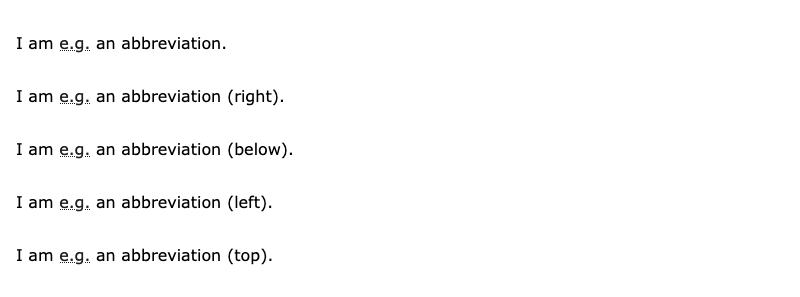 I am e.g. an abbreviation.
I am e.g. an abbreviation (right).
I am e.g. an abbreviation (below).
I am e.g. an abbreviation (left).
I am e.g. an abbreviation (top).